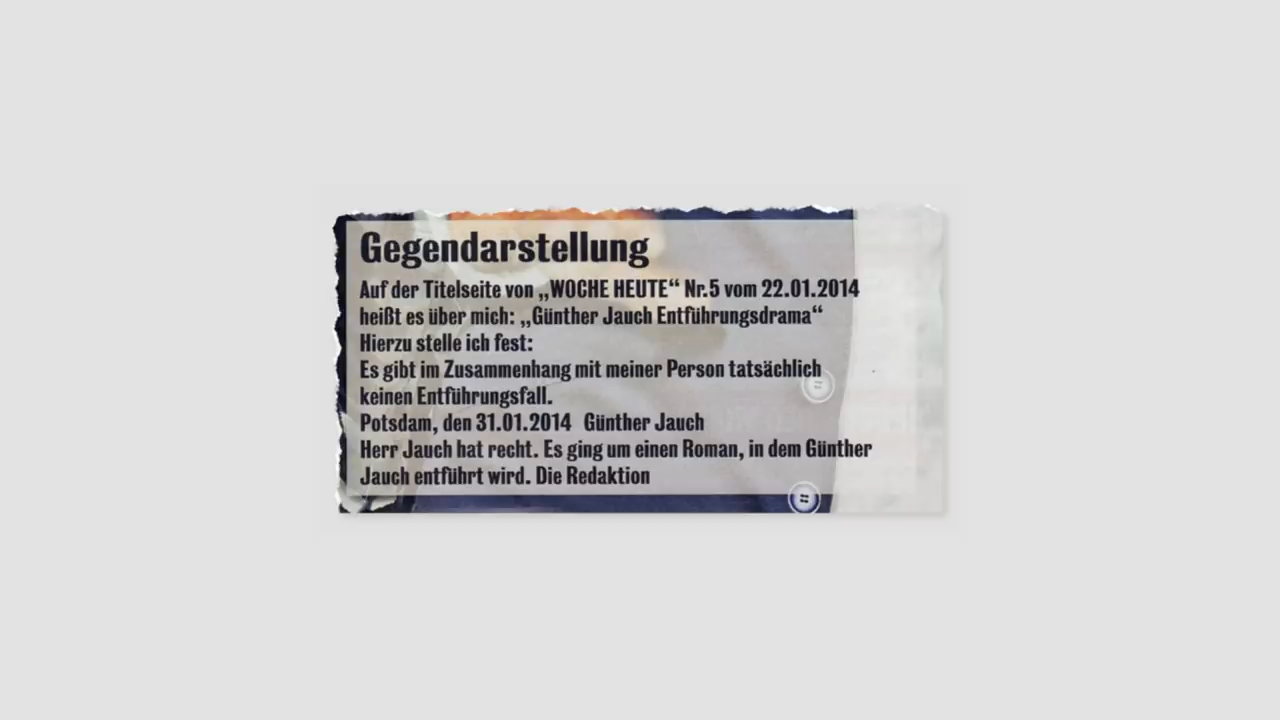 Gegendarstellung
Auf der Titelseite von „WOCHE HEUTE“ Nr.5 vom 22.01.2014
heißt es über mich: „Günther Jauch Entführungsdrama“
Hierzu stelle ich fest:
Es gibt im Zusammenhang mit meiner Person tatsächlich
keinen Entführungsfall.
Potsdam, den 31.01.2014 Günther Jauch
Herr Jauch hat recht. Es ging um einen Roman, in dem Günther
Jauch entführt wird. Die Redaktion